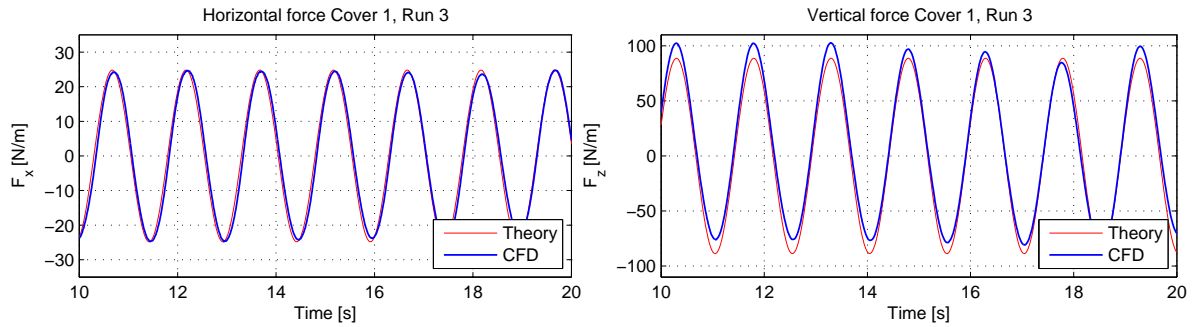 Horizontal force Cover 1, Run 3
30
20
10
0
−10
−20
−30
F_x [N/m]
10 12 14 16 18 20
Time [s]
Theory
CFD
Vertical force Cover 1, Run 3
100
50
0
−50
−100
F_z [N/m]
10 12 14 16 18 20
Time [s]
Theory
CFD